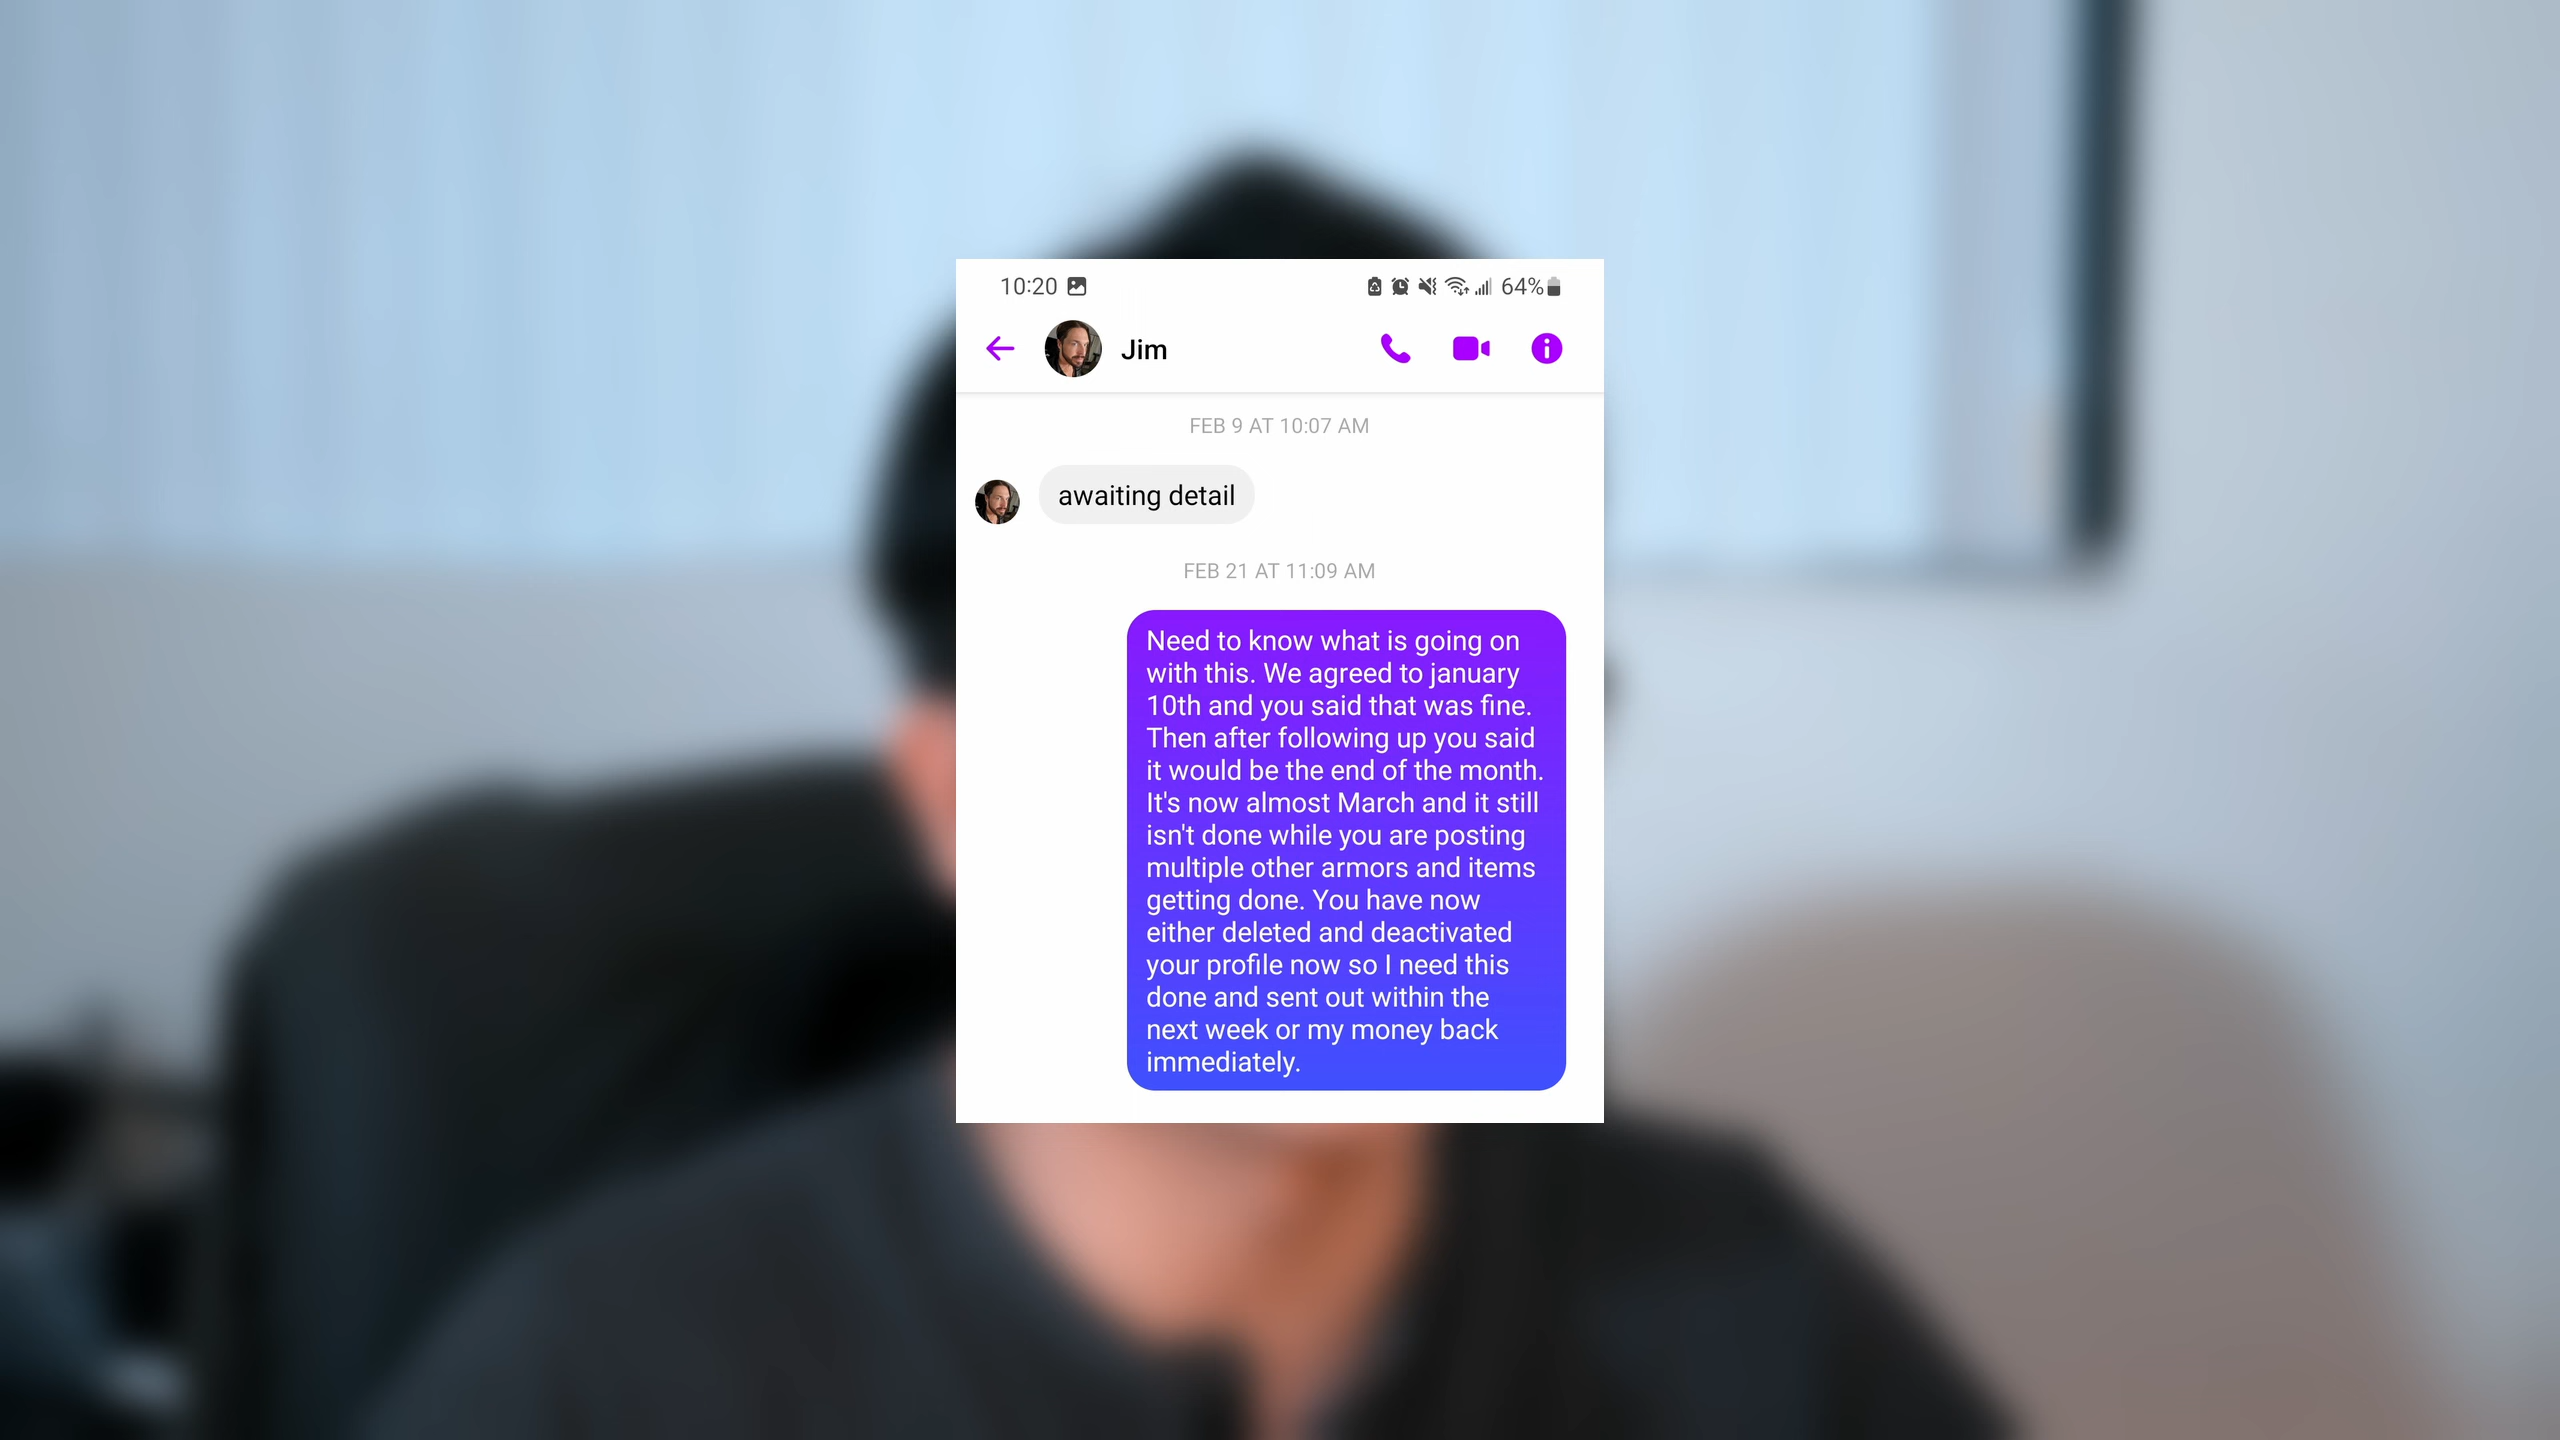 10:20
64%
Jim
FEB 9 AT 10:07 AM
awaiting detail
FEB 21 AT 11:09 AM
Need to know what is going on
with this. We agreed to january
10th and you said that was fine.
Then after following up you said
it would be the end of the month.
It's now almost March and it still
isn't done while you are posting
multiple other armors and items
getting done. You have now
either deleted and deactivated
your profile now so I need this
done and sent out within the
next week or my money back
immediately.